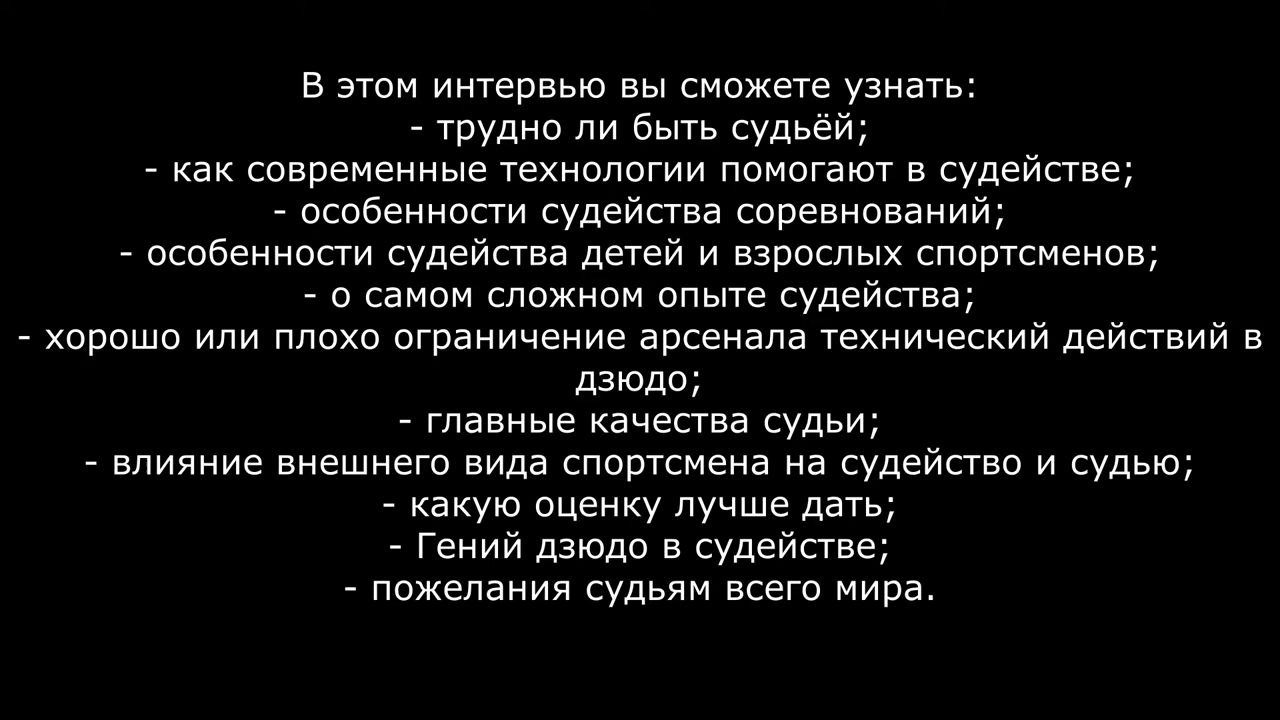 В этом интервью вы сможете узнать:
- трудно ли быть судьёй;
- как современные технологии помогают в судействе;
- особенности судейства соревнований;
- особенности судейства детей и взрослых спортсменов;
- о самом сложном опыте судейства;
- хорошо или плохо ограничение арсенала технический действий в
дзюдо;
- главные качества судьи;
- влияние внешнего вида спортсмена на судейство и судью;
- какую оценку лучше дать;
- Гений дзюдо в судействе;
- пожелания судьям всего мира.